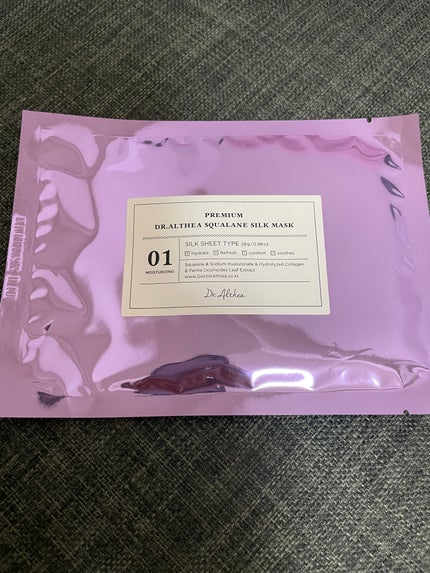 PREMIUM
DR.ALTHEA SQUALANE SILK MASK
01
MOISTURIZING
SILK SHEET TYPE 28g / 0.98oz
Hydrate Refresh comfort soothes
Squalane & Sodium Hyaluronate & Hydrolyzed Collagen
& Perilla Ocymoides Leaf Extract
www.DoctorAlthea.co.kr
Dr. Althea